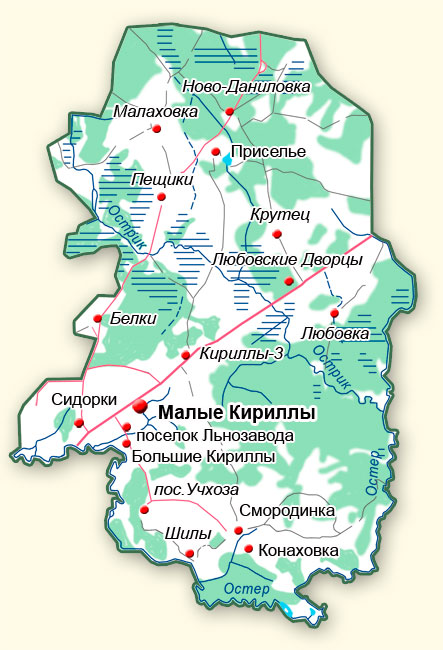 Ново-Даниловка
Малаховка
Приселье
Пещики
Острик
Крутец
Любовские Дворцы
Белки
Любовка
Кириллы-3
Острик
Сидорки
Малые Кириллы
поселок Льнозавода
Большие Кириллы
Остер
пос.Учхоза
Смородинка
Шилы
Конаховка
Остер